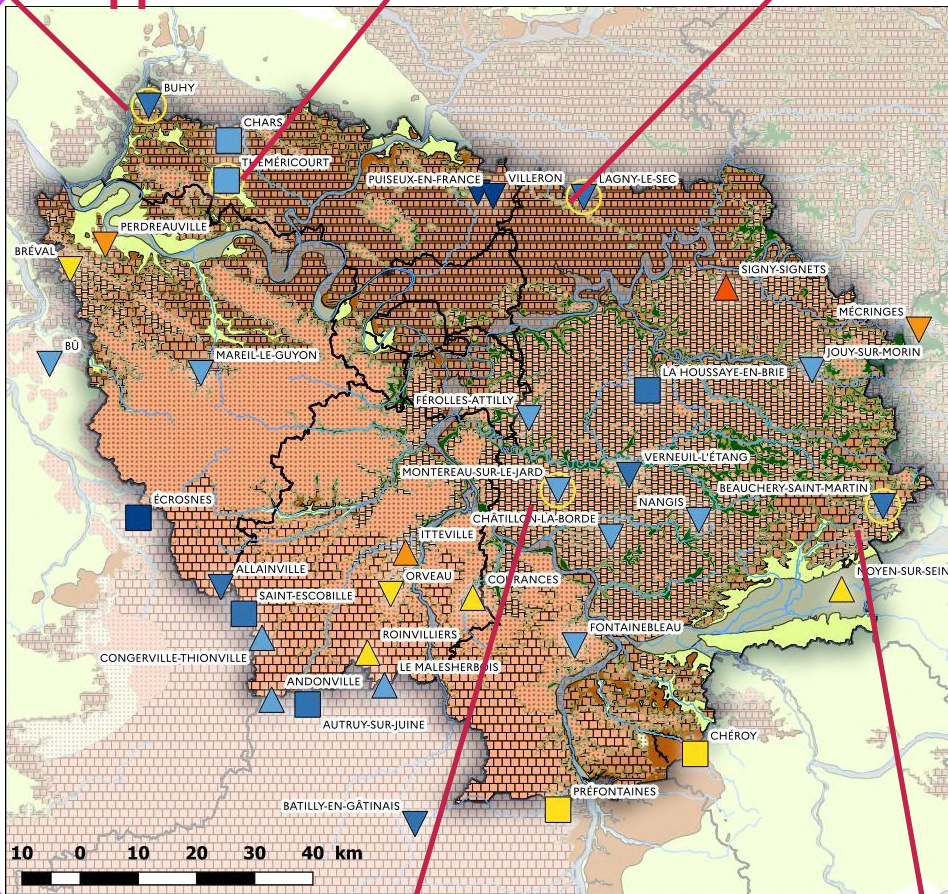 BUHY
CHARS
THÉMÉRICOURT
PUISEUX-EN-FRANCE
VILLERON
LAGNY-LE-SEC
PERDREAUVILLE
BRÉVAL
SIGNY-SIGNETS
MÉCRINGES
BÛ
MAREIL-LE-GUYON
JOUY-SUR-MORIN
LA HOUSSAYE-EN-BRIE
FÉROLLES-ATTILLY
VERNEUIL-L'ÉTANG
MONTEREAU-SUR-LE-JARD
BEAUCHERY-SAINT-MARTIN
ÉCROSNES
NANGIS
CHÂTILLON-LA-BORDE
ITTEVILLE
ALLAINVILLE
ORVEAU
COURANCES
NOYEN-SUR-SEIN
SAINT-ESCOBILLE
FONTAINEBLEAU
ROINVILLIERS
CONGERVILLE-THIONVILLE
LE MALESHERBOIS
ANDONVILLE
AUTRUY-SUR-JUINE
CHÉROY
PRÉFONTAINES
BATILLY-EN-GÂTINAIS
10 0 10 20 30 40 km